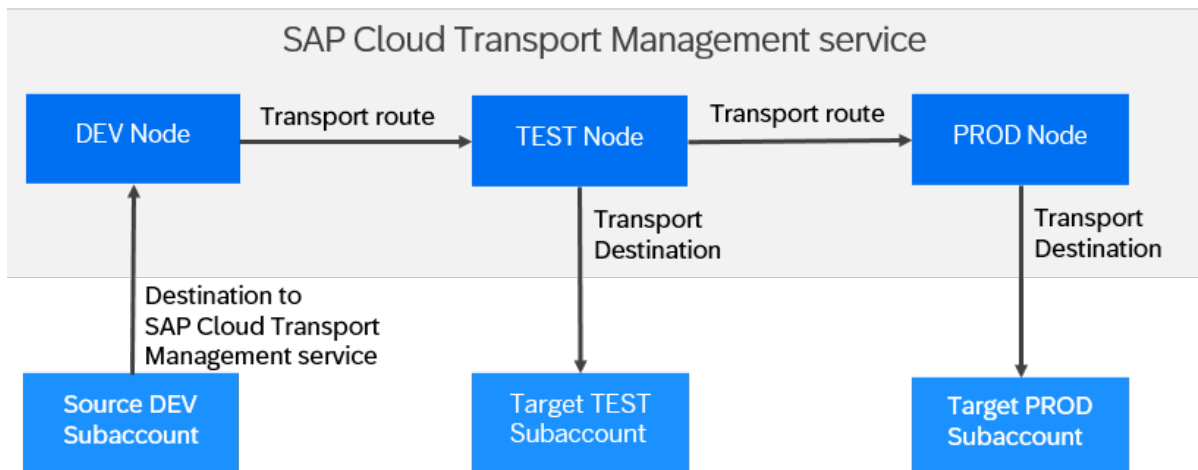 SAP Cloud Transport Management service
DEV Node
Transport route
TEST Node
Transport route
PROD Node
Transport
Destination
Transport
Destination
Destination to
SAP Cloud Transport
Management service
Source DEV
Subaccount
Target TEST
Subaccount
Target PROD
Subaccount